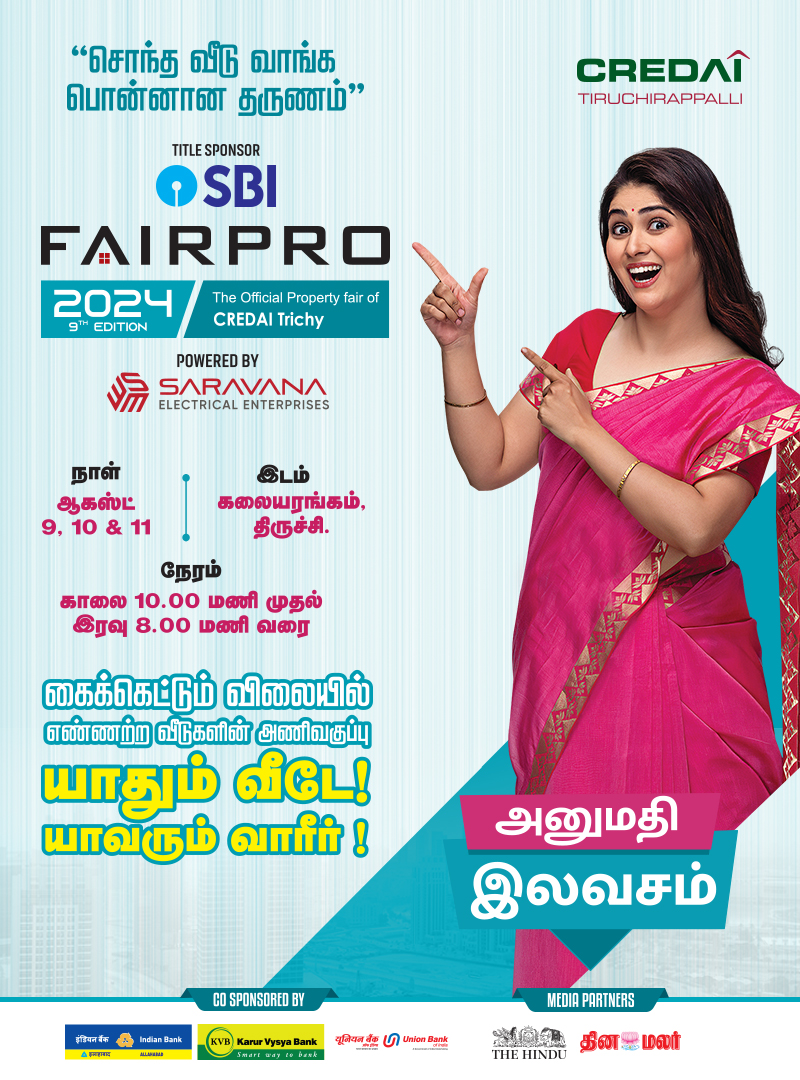 “சொந்த வீடு வாங்க
பொன்னான தருணம்”
CREDAI
TIRUCHIRAPPALLI
TITLE SPONSOR
SBI
FAIRPRO
2024
9TH EDITION
The Official Property fair of
CREDAI Trichy
POWERED BY
SARAVANA
ELECTRICAL ENTERPRISES
நாள்
ஆகஸ்ட்
9, 10 & 11
இடம்
கலையரங்கம்,
திருச்சி.
நேரம்
காலை 10.00 மணி முதல்
இரவு 8.00 மணி வரை
கைக்கெட்டும் விலையில்
எண்ணற்ற வீடுகளின் அணிவகுப்பு
யாதும் வீடே!
யாவரும் வாரீர் !
அனுமதி
இலவசம்
CO SPONSORED BY
इंडियन बैंक Indian Bank
इलाहाबाद ALLAHABAD
KVB Karur Vysya Bank
Smart way to bank
यूनियन बैंक Union Bank
MEDIA PARTNERS
THE HINDU
தினமலர்